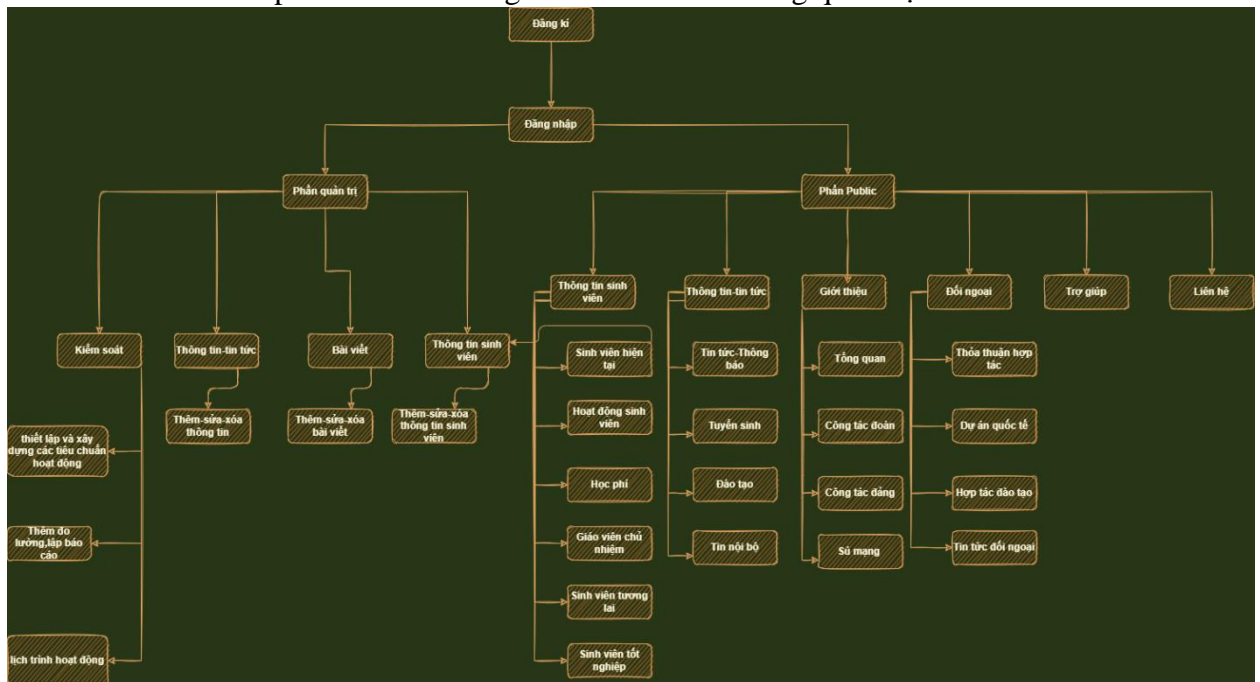 Đăng kí
Đăng nhập
Phần quản trị
Phần Public
Thông tin sinh
viên
Thông tin-tin tức
Giới thiệu
Đối ngoại
Trợ giúp
Liên hệ
Kiểm soát
Thông tin-tin tức
Bài viết
Thông tin sinh
viên
Sinh viên hiện
tại
Tin tức-Thông
báo
Tổng quan
Thỏa thuận hợp
tác
Thêm-sửa-xóa
thông tin
Thêm-sửa-xóa
bài viết
Thêm-sửa-xóa
thông tin sinh
viên
Hoạt động sinh
viên
Tuyển sinh
Công tác đoàn
Dự án quốc tế
thiết lập và xây
dựng các tiêu chuẩn
hoạt động
Học phí
Đào tạo
Công tác đảng
Hợp tác đào tạo
Thêm đo
lường,lập báo
cáo
Giáo viên chủ
nhiệm
Tin nội bộ
Sú mạng
Tin tức đối ngoại
Sinh viên tương
lai
lịch trình hoạt động
Sinh viên tốt
nghiệp